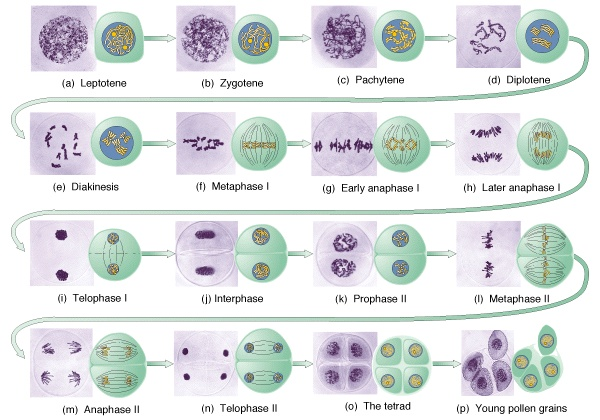 (a) Leptotene
(b) Zygotene
(c) Pachytene
(d) Diplotene
(e) Diakinesis
(f) Metaphase I
(g) Early anaphase I
(h) Later anaphase I
(i) Telophase I
(j) Interphase
(k) Prophase II
(l) Metaphase II
(m) Anaphase II
(n) Telophase II
(o) The tetrad
(p) Young pollen grains